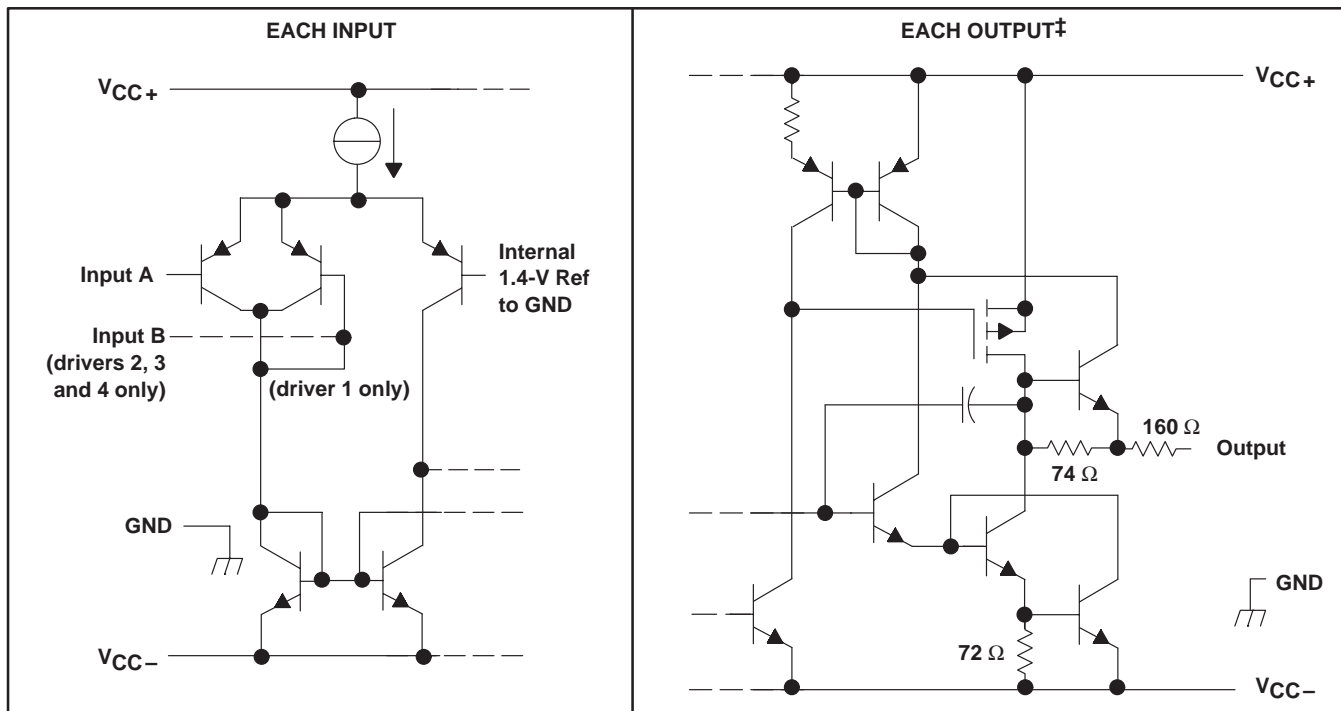 EACH INPUT
VCC+
Input A
Internal
1.4-V Ref
to GND
Input B
(drivers 2, 3
and 4 only)
(driver 1 only)
GND
VCC−
EACH OUTPUT‡
VCC+
160 Ω
Output
74 Ω
GND
72 Ω
VCC−